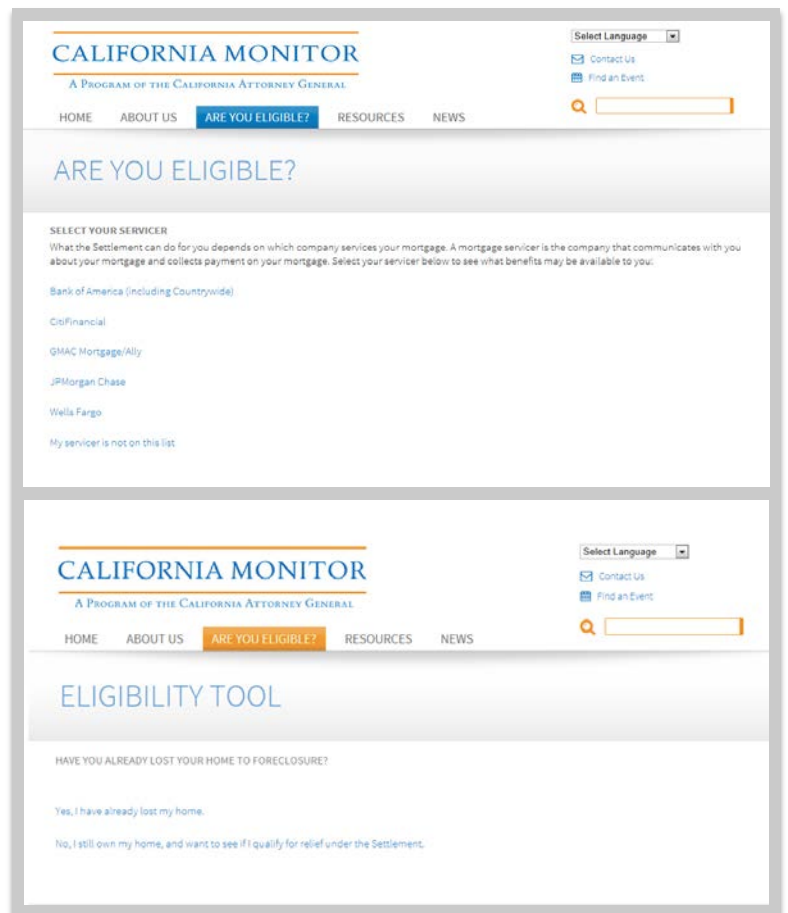 CALIFORNIA MONITOR
A PROGRAM OF THE CALIFORNIA ATTORNEY GENERAL
Select Language
Contact Us
Find an Event
HOME ABOUT US ARE YOU ELIGIBLE? RESOURCES NEWS
ARE YOU ELIGIBLE?
SELECT YOUR SERVICER
What the Settlement can do for you depends on which company services your mortgage. A mortgage servicer is the company that communicates with you
about your mortgage and collects payment on your mortgage. Select your servicer below to see what benefits may be available to you:
Bank of America (including Countrywide)
CitiFinancial
GMAC Mortgage/Ally
JPMorgan Chase
Wells Fargo
My servicer is not on this list
CALIFORNIA MONITOR
A PROGRAM OF THE CALIFORNIA ATTORNEY GENERAL
Select Language
Contact Us
Find an Event
HOME ABOUT US ARE YOU ELIGIBLE? RESOURCES NEWS
ELIGIBILITY TOOL
HAVE YOU ALREADY LOST YOUR HOME TO FORECLOSURE?
Yes, I have already lost my home.
No, I still own my home, and want to see if I qualify for relief under the Settlement.